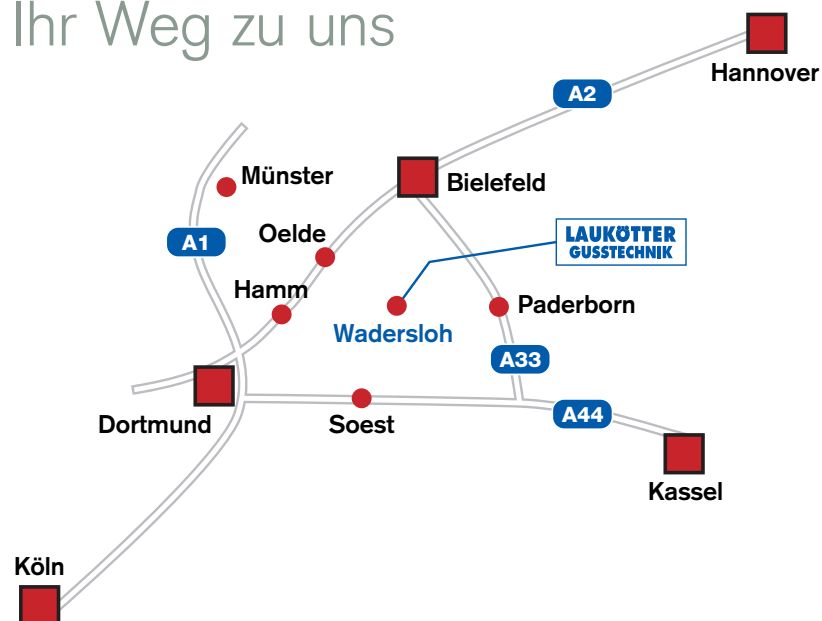 Ihr Weg zu uns
Hannover
A2
Münster
Bielefeld
A1
Oelde
LAUKÖTTER
GUSSTECHNIK
Hamm
Paderborn
Wadersloh
A33
Dortmund
Soest
A44
Kassel
Köln